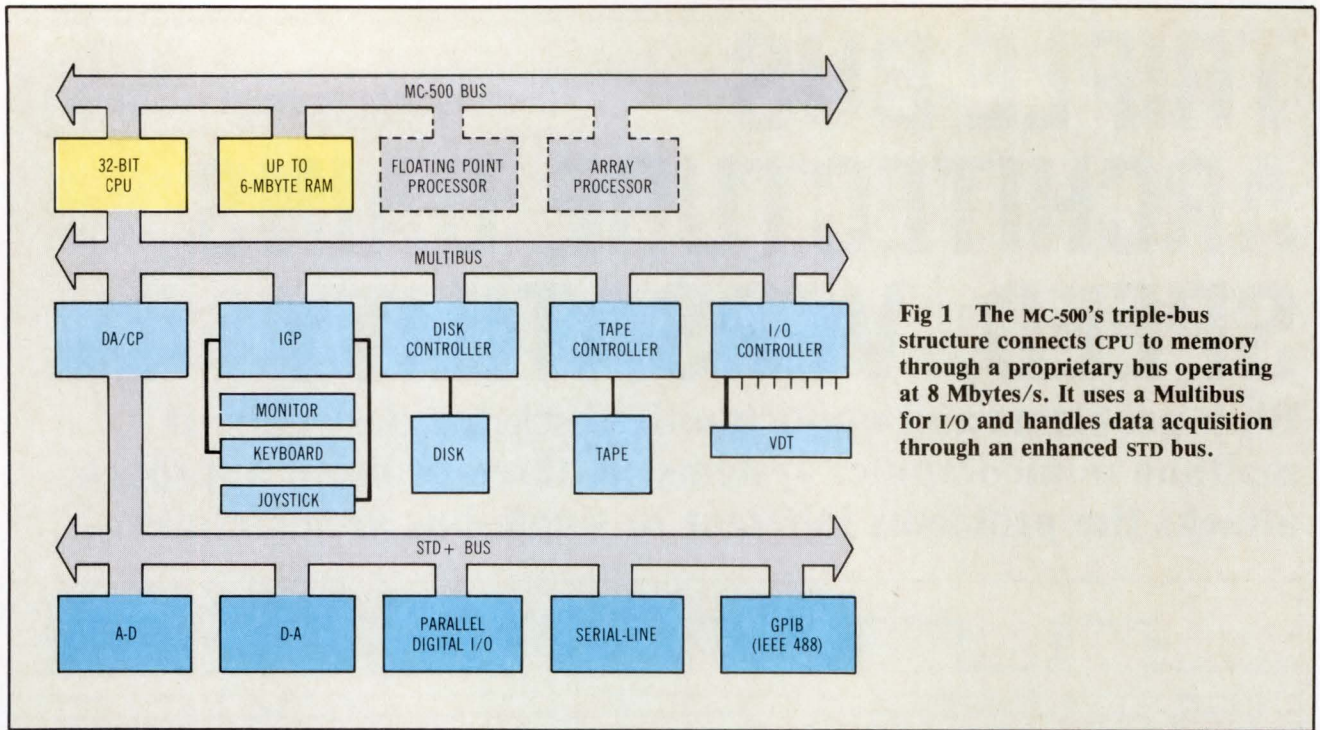 MC-500 BUS
32-BIT
CPU
UP TO
6-MBYTE RAM
FLOATING POINT
PROCESSOR
ARRAY
PROCESSOR
MULTIBUS
DA/CP
IGP
DISK
CONTROLLER
TAPE
CONTROLLER
I/O
CONTROLLER
MONITOR
KEYBOARD
JOYSTICK
DISK
TAPE
VDT
STD+ BUS
A-D
D-A
PARALLEL
DIGITAL I/O
SERIAL-LINE
GPIB
(IEEE 488)
Fig 1 The MC-500's triple-bus
structure connects CPU to memory
through a proprietary bus operating
at 8 Mbytes/s. It uses a Multibus
for I/O and handles data acquisition
through an enhanced STD bus.